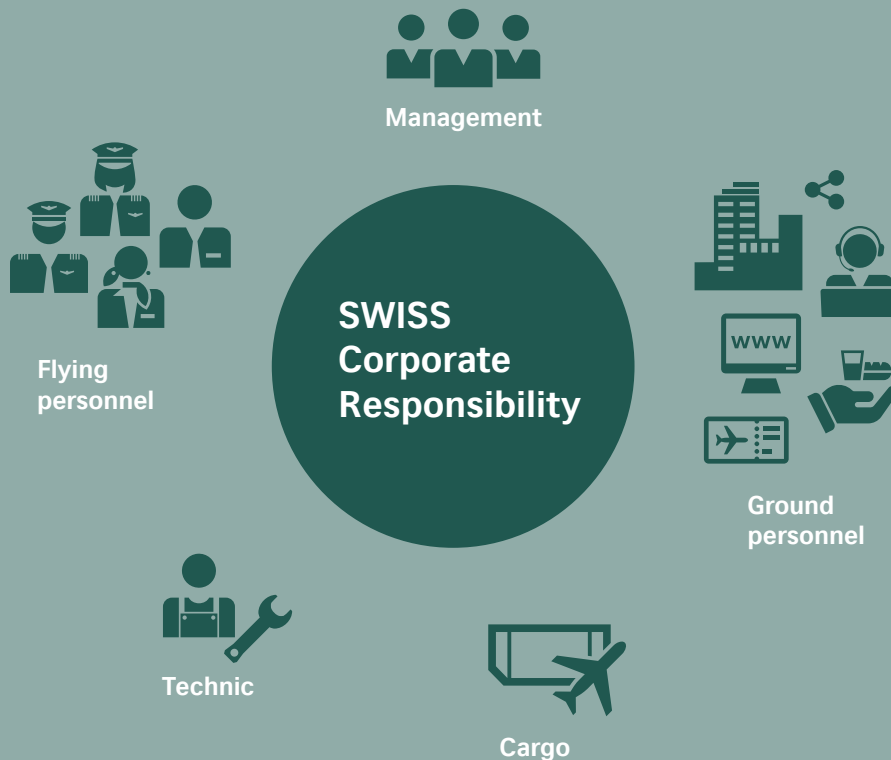 Management
Flying
personnel
SWISS
Corporate
Responsibility
www
Ground
personnel
Technic
Cargo